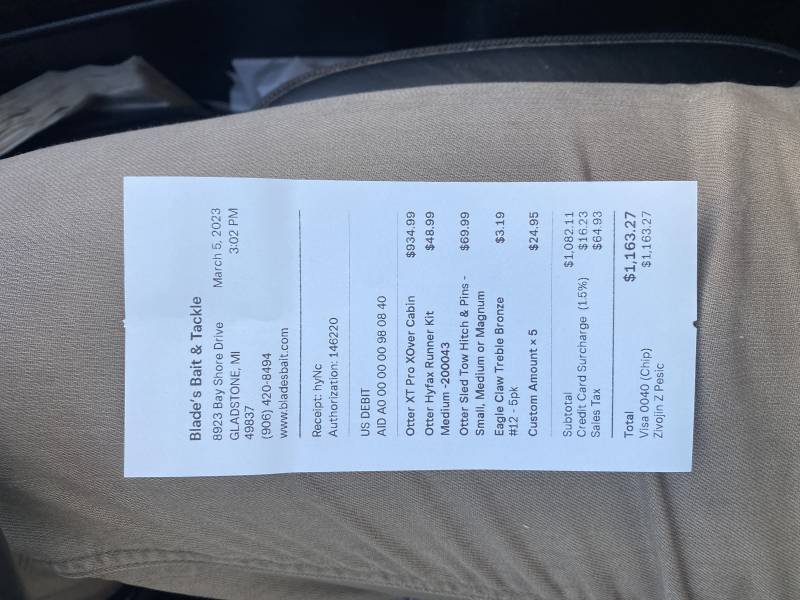 Blade's Bait & Tackle
8923 Bay Shore Drive March 5, 2023
GLADSTONE, MI 3:02 PM
49837
(906) 420-8494
www.bladesbait.com
Receipt: hyNc
Authorization: 146220
US DEBIT
AID A0 00 00 00 98 08 40
Otter XT Pro XOver Cabin $934.99
Otter Hyfax Runner Kit $48.99
Medium -200043
Otter Sled Tow Hitch & Pins - $69.99
Small, Medium or Magnum
Eagle Claw Treble Bronze $3.19
#12 - 5pk
Custom Amount × 5 $24.95
Subtotal $1,082.11
Credit Card Surcharge (1.5%) $16.23
Sales Tax $64.93
Total $1,163.27
Visa 0040 (Chip) $1,163.27
Zivojin Z Pesic